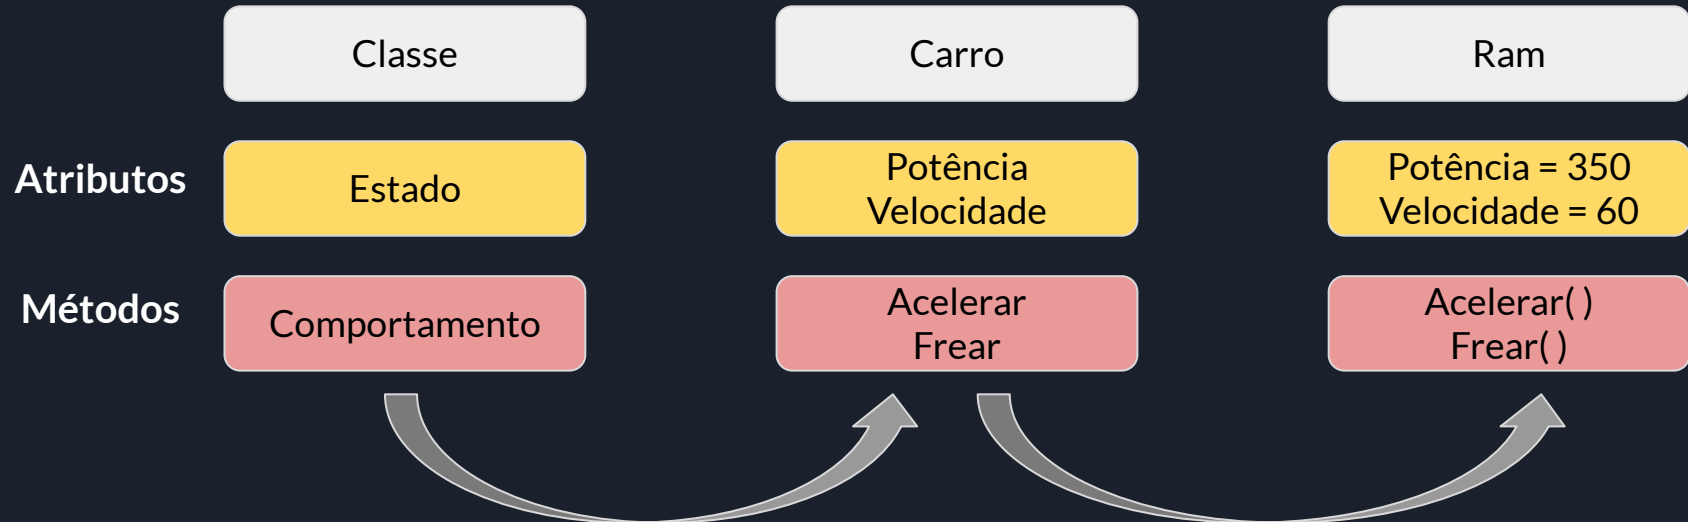 Classe
Carro
Ram
Atributos
Estado
Potência
Velocidade
Potência = 350
Velocidade = 60
Métodos
Comportamento
Acelerar
Frear
Acelerar( )
Frear( )